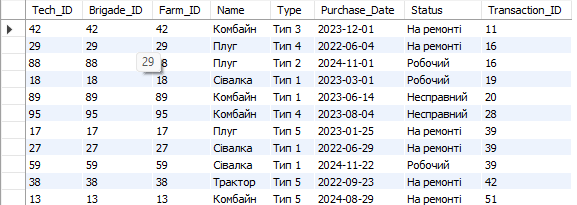 Tech_ID Brigade_ID Farm_ID Name Type Purchase_Date Status Transaction_ID
42 42 42 Комбайн Тип 3 2023-12-01 На ремонті 11
29 29 29 Плуг Тип 4 2022-06-04 На ремонті 16
88 88 29 8 Плуг Тип 2 2024-11-01 Робочий 16
18 18 18 Сівалка Тип 1 2023-03-01 Робочий 19
89 89 89 Комбайн Тип 1 2023-06-14 Несправний 20
95 95 95 Комбайн Тип 4 2023-08-04 Несправний 28
17 17 17 Плуг Тип 5 2023-01-25 На ремонті 39
27 27 27 Сівалка Тип 1 2022-06-29 На ремонті 39
59 59 59 Сівалка Тип 1 2024-11-22 Робочий 39
38 38 38 Трактор Тип 5 2022-09-23 На ремонті 42
13 13 13 Комбайн Тип 5 2024-08-29 На ремонті 51